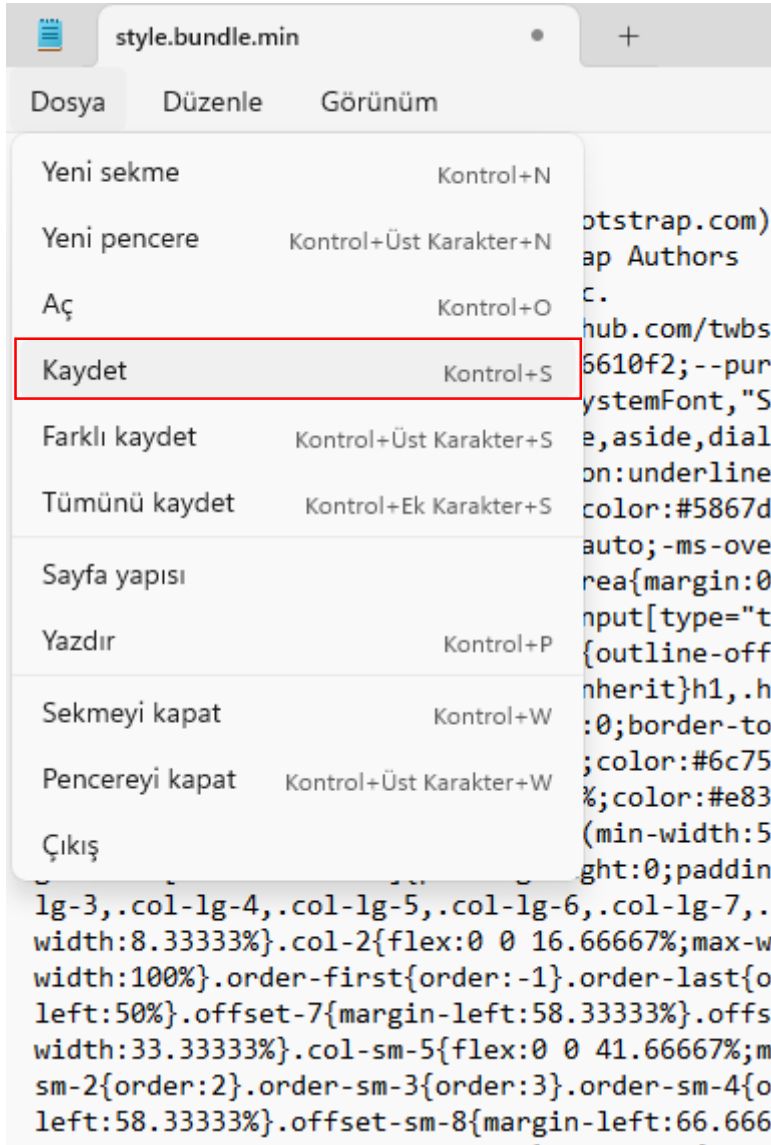 style.bundle.min
Dosya Düzenle Görünüm
Yeni sekme Kontrol+N
Yeni pencere Kontrol+Üst Karakter+N
Aç Kontrol+O
Kaydet Kontrol+S
Farklı kaydet Kontrol+Üst Karakter+S
Tümünü kaydet Kontrol+Ek Karakter+S
Sayfa yapısı
Yazdır Kontrol+P
Sekmeyi kapat Kontrol+W
Pencereyi kapat Kontrol+Üst Karakter+W
Çıkış
otstrap.com)
ap Authors
c.
hub.com/twbs
6610f2;--pur
ystemFont,"S
e,aside,dial
on:underline
color:#5867d
auto;-ms-ove
rea{margin:0
nput[type="t
{outline-off
nherit}h1,.h
:0;border-to
;color:#6c75
%;color:#e83
(min-width:5
ght:0;paddin
lg-3,.col-lg-4,.col-lg-5,.col-lg-6,.col-lg-7,.
width:8.33333%}.col-2{flex:0 0 16.66667%;max-w
width:100%}.order-first{order:-1}.order-last{o
left:50%}.offset-7{margin-left:58.33333%}.offs
width:33.33333%}.col-sm-5{flex:0 0 41.66667%;m
sm-2{order:2}.order-sm-3{order:3}.order-sm-4{o
left:58.33333%}.offset-sm-8{margin-left:66.666